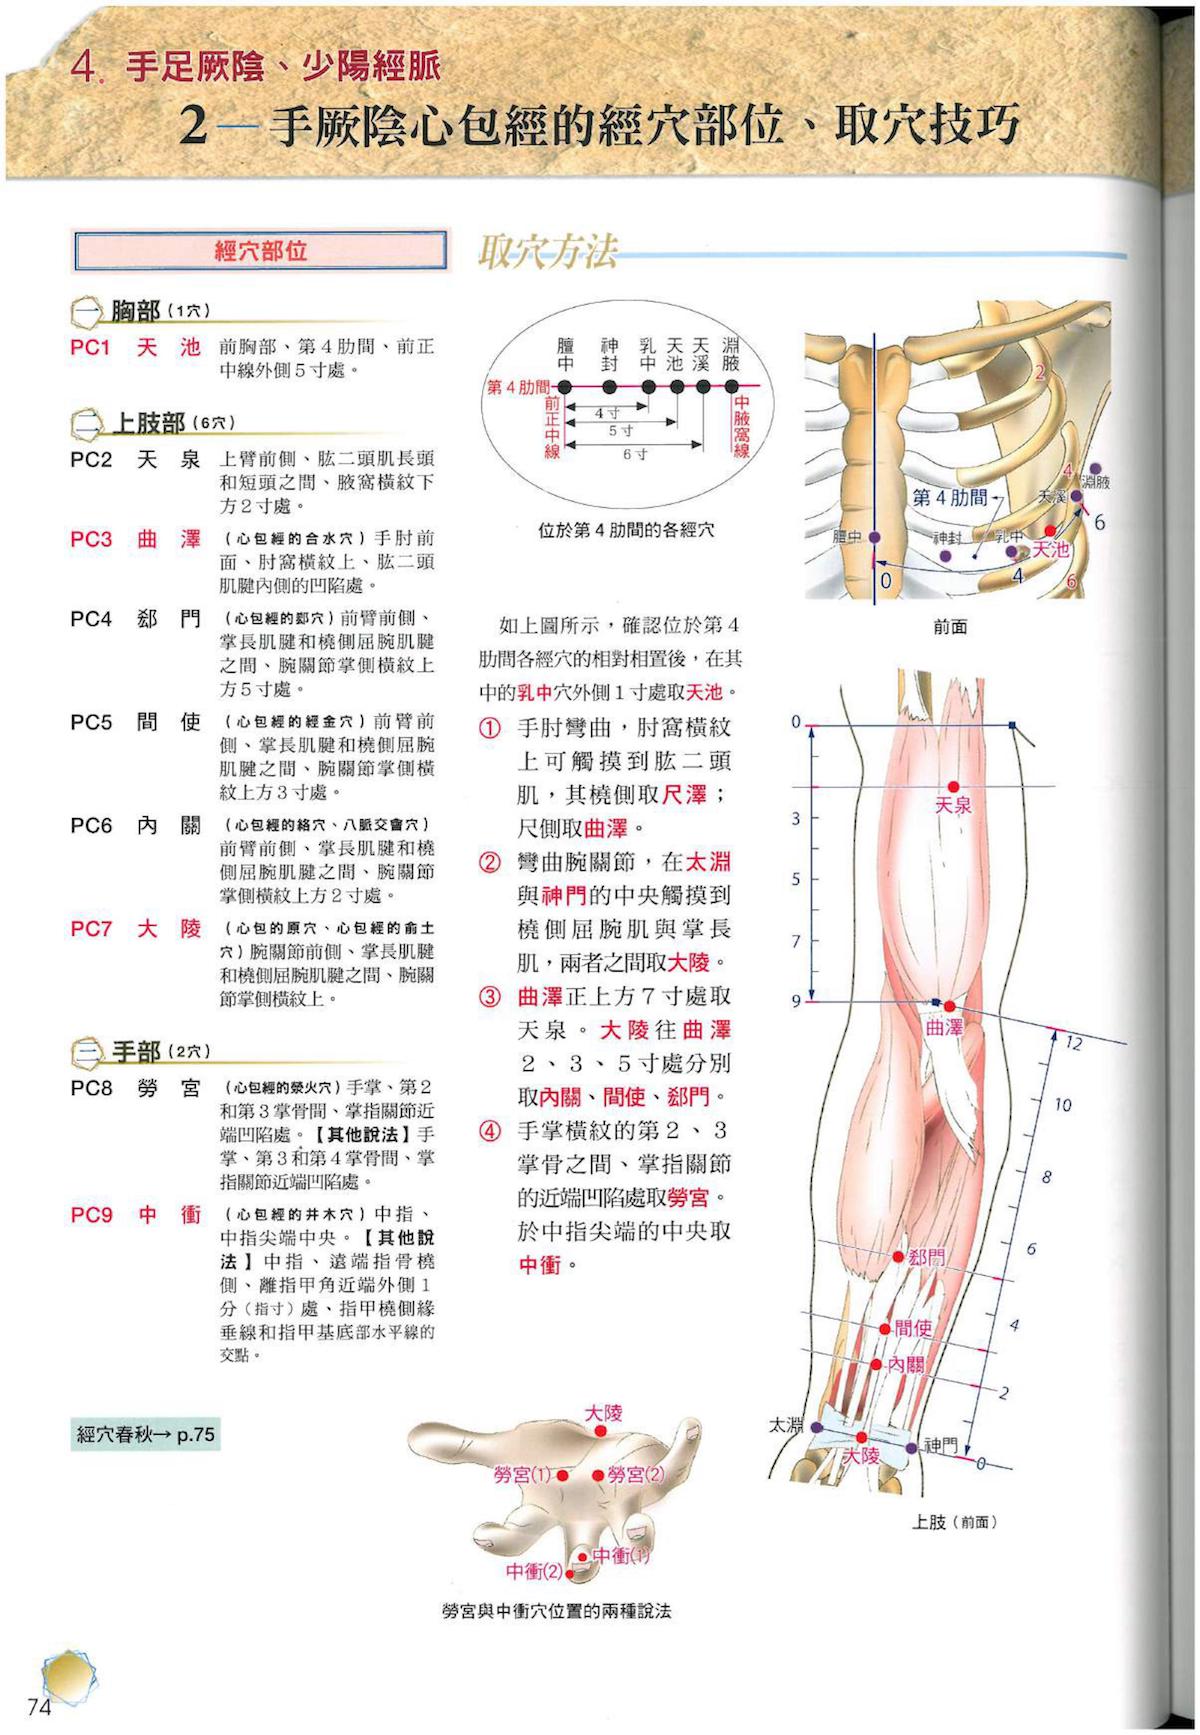 4. 手足厥陰、少陽經脈
2—手厥陰心包經的經穴部位、取穴技巧
經穴部位
一 胸部（1穴）
PC1 天池 前胸部、第4肋間、前正
中線外側5寸處。
二 上肢部（6穴）
PC2 天泉 上臂前側、肱二頭肌長頭
和短頭之間、腋窩橫紋下
方2寸處。
PC3 曲澤 （心包經的合水穴）手肘前
面、肘窩橫紋上、肱二頭
肌腱內側的凹陷處。
PC4 郄門 （心包經的郄穴）前臂前側、
掌長肌腱和橈側屈腕肌腱
之間、腕關節掌側橫紋上
方5寸處。
PC5 間使 （心包經的經金穴）前臂前
側、掌長肌腱和橈側屈腕
肌腱之間、腕關節掌側橫
紋上方3寸處。
PC6 內關 （心包經的絡穴、八脈交會穴）
前臂前側、掌長肌腱和橈
側屈腕肌腱之間、腕關節
掌側橫紋上方2寸處。
PC7 大陵 （心包的原穴、心包經的俞土
穴）腕關節前側、掌長肌腱
和橈側屈腕肌腱之間、腕關
節掌側橫紋上。
三 手部（2穴）
PC8 勞宮 （心包經的滎火穴）手掌、第2
和第3掌骨間、掌指關節近
端凹陷處。【其他說法】手
掌、第3和第4掌骨間、掌
指關節近端凹陷處。
PC9 中衝 （心包經的井木穴）中指、
中指尖端中央。【其他說
法】中指、遠端指骨橈
側、離指甲角近端外側1
分（指寸）處、指甲橈側緣
垂線和指甲基底部水平線的
交點。
經穴春秋→ p.75
取穴方法
膻中 神封 乳中 天池 天溪 淵腋
第4肋間
前正中線
4寸
5寸
6寸
中腋窩線
位於第4肋間的各經穴
如上圖所示，確認位於第4
肋間各經穴的相對相置後，在其
中的乳中穴外側1寸處取天池。
① 手肘彎曲，肘窩橫紋
上可觸摸到肱二頭
肌，其橈側取尺澤；
尺側取曲澤。
② 彎曲腕關節，在太淵
與神門的中央觸摸到
橈側屈腕肌與掌長
肌，兩者之間取大陵。
③ 曲澤正上方7寸處取
天泉。大陵往曲澤
2、3、5寸處分別
取內關、間使、郄門。
④ 手掌橫紋的第2、3
掌骨之間、掌指關節
的近端凹陷處取勞宮。
於中指尖端的中央取
中衝。
大陵
勞宮(1) 勞宮(2)
中衝(1)
中衝(2)
勞宮與中衝穴位置的兩種說法
2
4
淵腋
第4肋間
天溪
6
膻中
神封
乳中
天池
0
4
6
前面
0
天泉
3
5
7
9
曲澤
12
10
8
6
郄門
4
間使
內關
2
太淵
大陵
神門
0
上肢（前面）
74